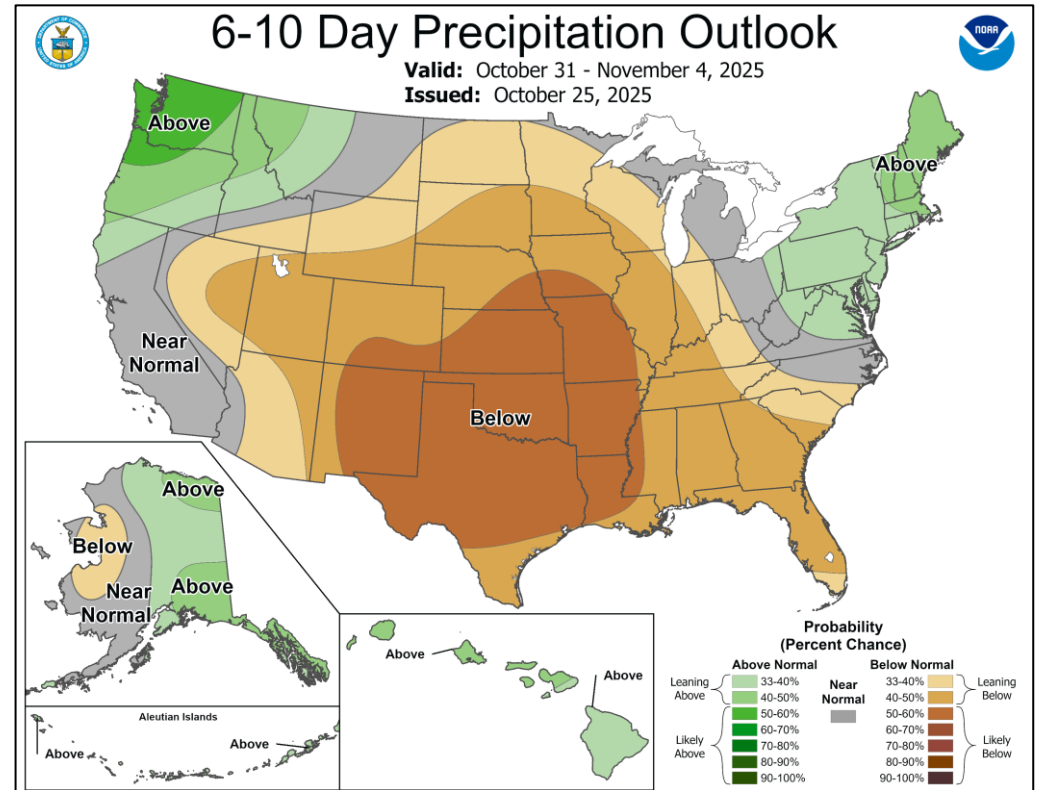 6-10 Day Precipitation Outlook
Valid: October 31 - November 4, 2025
Issued: October 25, 2025
NOAA
Above
Above
Near
Normal
Below
Above
Below
Near
Normal
Above
Above
Above
Aleutian Islands
Above
Above
Probability
(Percent Chance)
Above Normal
Below Normal
Leaning
Above
33-40%
40-50%
Likely
Above
50-60%
60-70%
70-80%
80-90%
90-100%
Near
Normal
33-40%
40-50%
Leaning
Below
50-60%
60-70%
70-80%
80-90%
90-100%
Likely
Below